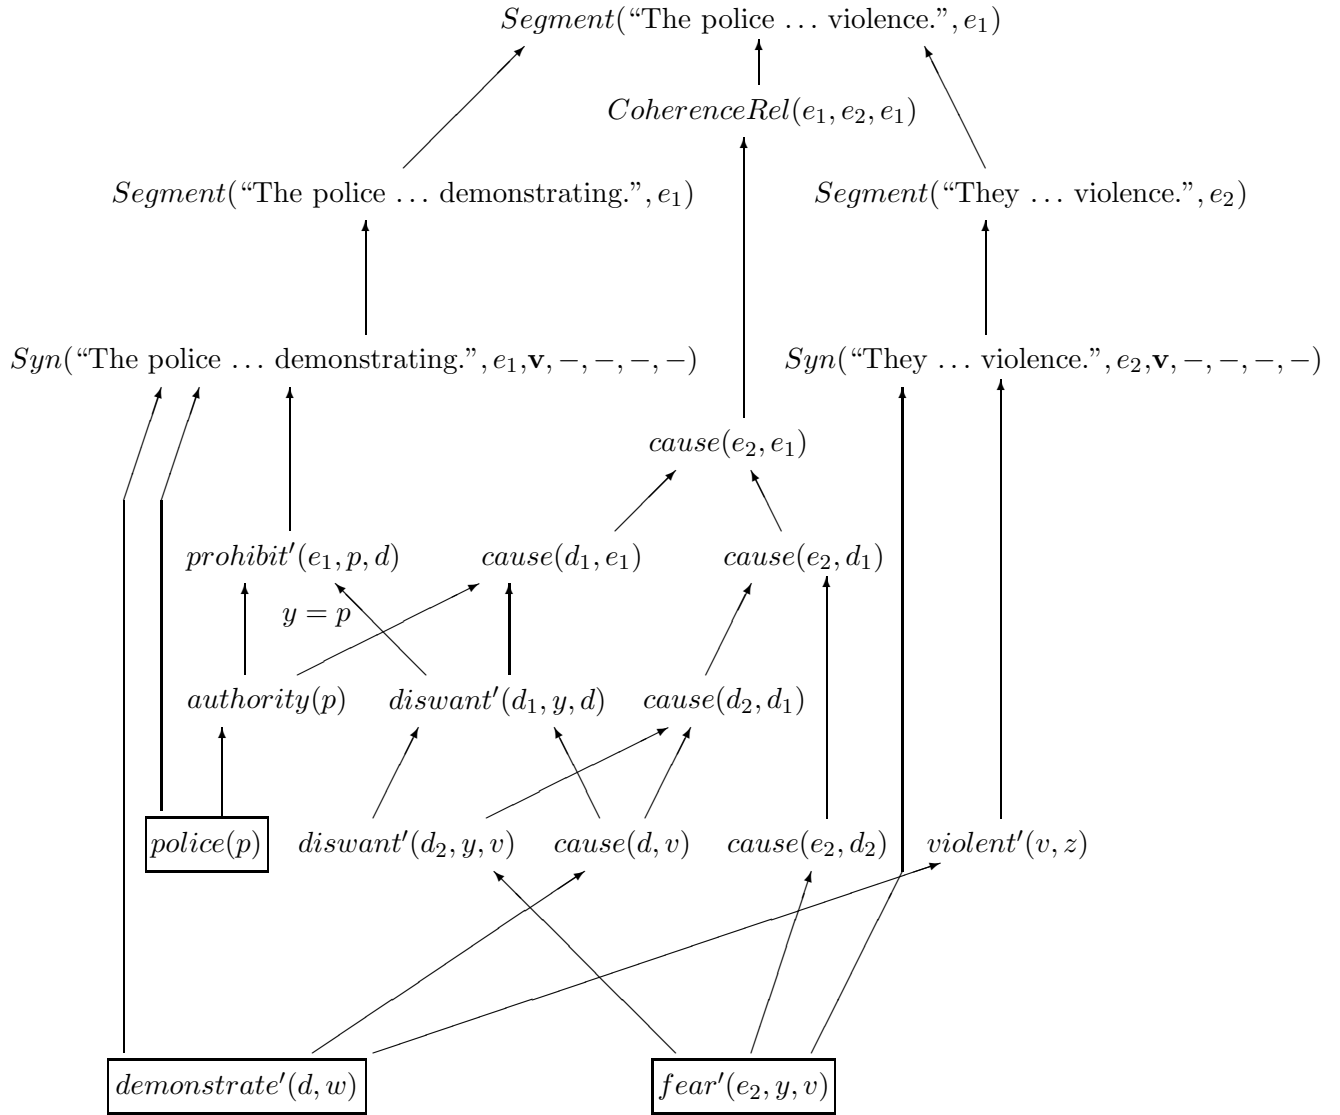 Segment(“The police … violence.”, e₁)
CoherenceRel(e₁, e₂, e₁)
Segment(“The police … demonstrating.”, e₁)
Segment(“They … violence.”, e₂)
Syn(“The police … demonstrating.”, e₁,v, −, −, −, −)
Syn(“They … violence.”, e₂,v, −, −, −, −)
cause(e₂, e₁)
prohibit′(e₁, p, d)
cause(d₁, e₁)
cause(e₂, d₁)
y = p
authority(p)
diswant′(d₁, y, d)
cause(d₂, d₁)
police(p)
diswant′(d₂, y, v)
cause(d, v)
cause(e₂, d₂)
violent′(v, z)
demonstrate′(d, w)
fear′(e₂, y, v)